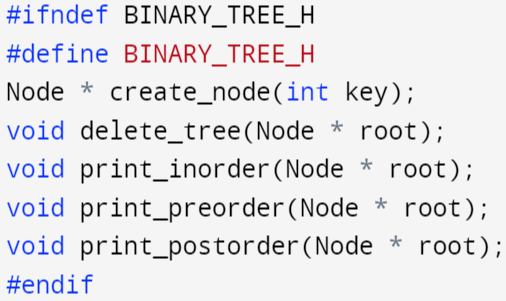 #ifndef BINARY_TREE_H
#define BINARY_TREE_H
Node * create_node(int key);
void delete_tree(Node * root);
void print_inorder(Node * root);
void print_preorder(Node * root);
void print_postorder(Node * root);
#endif